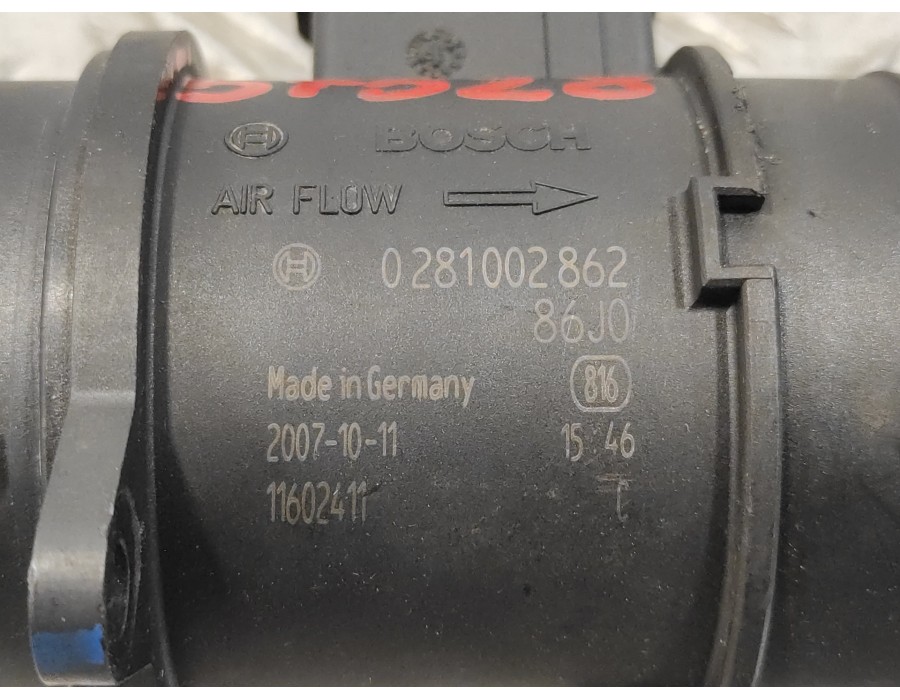 BOSCH
AIR FLOW
0 281 002 862
86J0
Made in Germany 816
2007-10-11 15:46
11602411